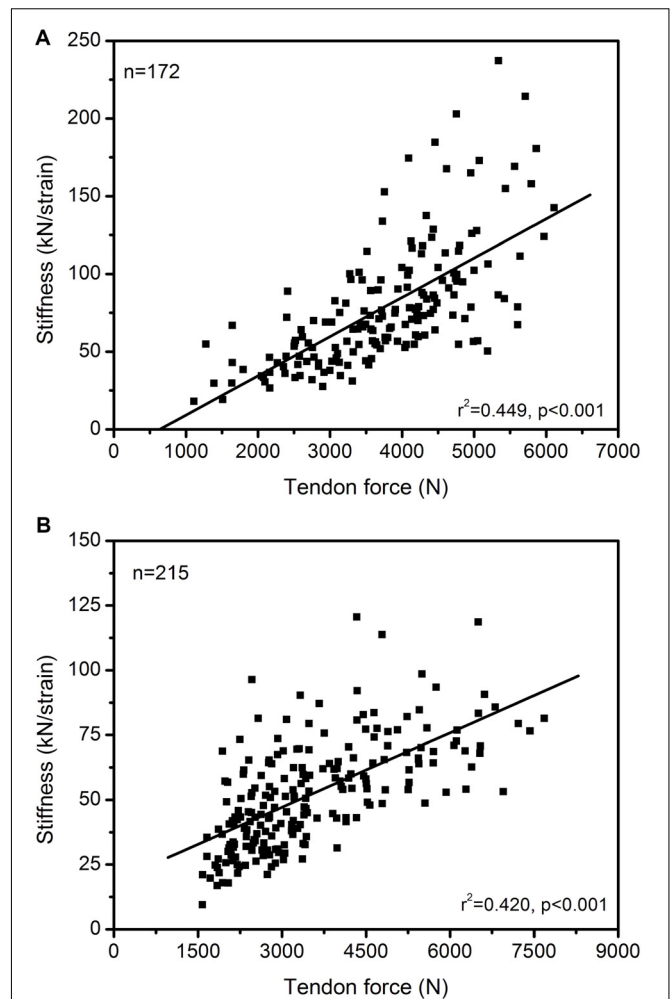 A
n=172
250
200
150
100
50
0
Stiffness (kN/strain)
r²=0.449, p<0.001
0 1000 2000 3000 4000 5000 6000 7000
Tendon force (N)
B
n=215
150
125
100
75
50
25
0
Stiffness (kN/strain)
r²=0.420, p<0.001
0 1500 3000 4500 6000 7500 9000
Tendon force (N)